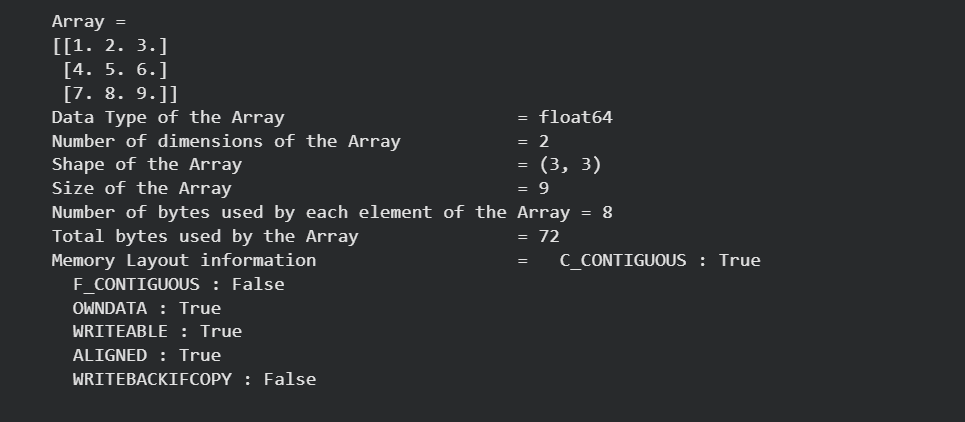 Array =
[[1. 2. 3.]
 [4. 5. 6.]
 [7. 8. 9.]]
Data Type of the Array                      = float64
Number of dimensions of the Array           = 2
Shape of the Array                          = (3, 3)
Size of the Array                           = 9
Number of bytes used by each element of the Array = 8
Total bytes used by the Array               = 72
Memory Layout information                   =   C_CONTIGUOUS : True
  F_CONTIGUOUS : False
  OWNDATA : True
  WRITEABLE : True
  ALIGNED : True
  WRITEBACKIFCOPY : False